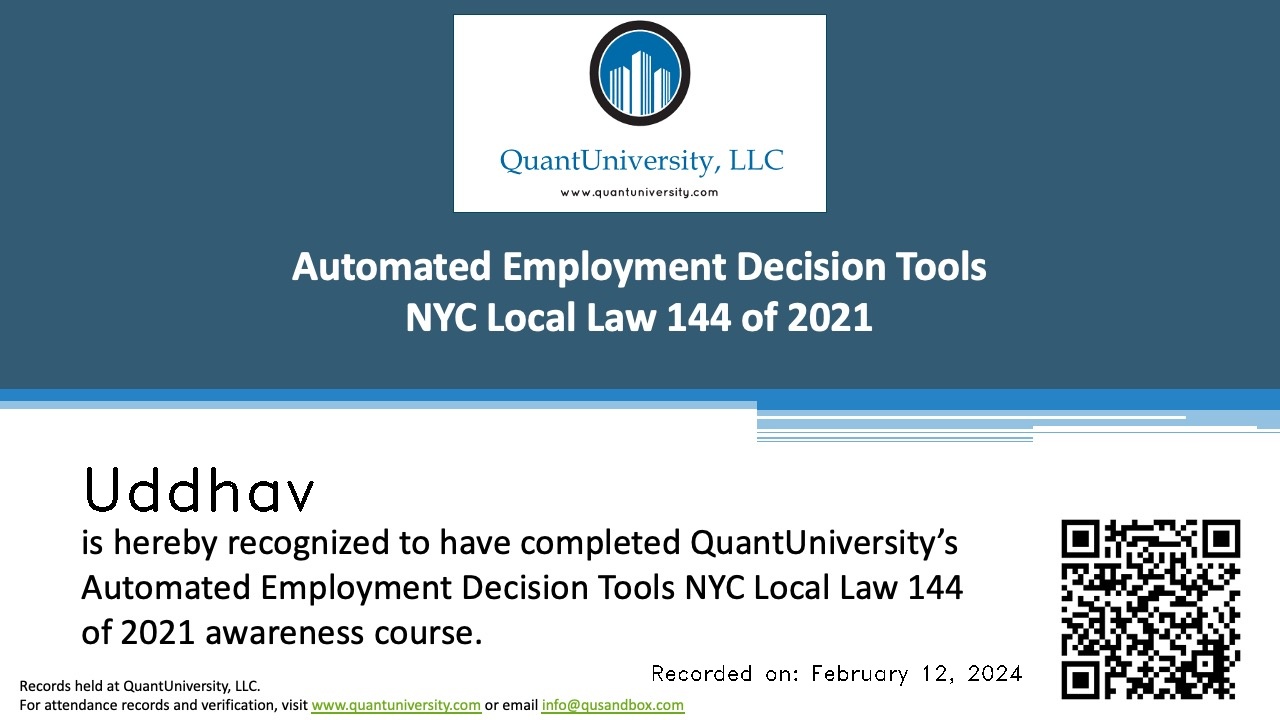 QuantUniversity, LLC
www.quantuniversity.com
Automated Employment Decision Tools
NYC Local Law 144 of 2021
Uddhav
is hereby recognized to have completed QuantUniversity’s
Automated Employment Decision Tools NYC Local Law 144
of 2021 awareness course.
Recorded on: February 12, 2024
Records held at QuantUniversity, LLC.
For attendance records and verification, visit www.quantuniversity.com or email info@qusandbox.com